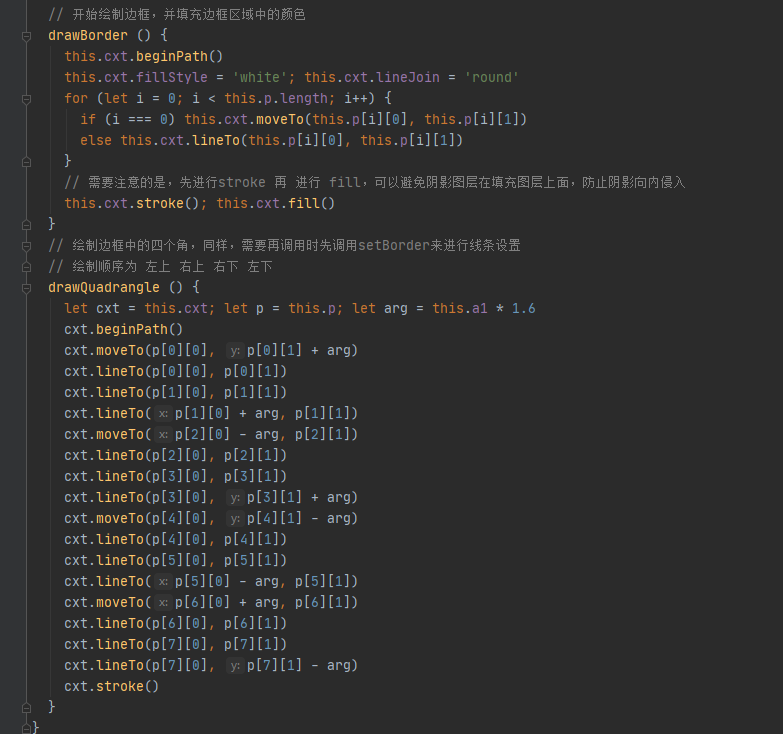 // 开始绘制边框，并填充边框区域中的颜色
drawBorder () {
this.cxt.beginPath()
this.cxt.fillStyle = 'white'; this.cxt.lineJoin = 'round'
for (let i = 0; i < this.p.length; i++) {
if (i === 0) this.cxt.moveTo(this.p[i][0], this.p[i][1])
else this.cxt.lineTo(this.p[i][0], this.p[i][1])
}
// 需要注意的是，先进行stroke 再 进行 fill，可以避免阴影图层在填充图层上面，防止阴影向内侵入
this.cxt.stroke(); this.cxt.fill()
}
// 绘制边框中的四个角，同样，需要再调用时先调用setBorder来进行线条设置
// 绘制顺序为 左上 右上 右下 左下
drawQuadrangle () {
let cxt = this.cxt; let p = this.p; let arg = this.a1 * 1.6
cxt.beginPath()
cxt.moveTo(p[0][0], y: p[0][1] + arg)
cxt.lineTo(p[0][0], p[0][1])
cxt.lineTo(p[1][0], p[1][1])
cxt.lineTo( x: p[1][0] + arg, p[1][1])
cxt.moveTo( x: p[2][0] - arg, p[2][1])
cxt.lineTo(p[2][0], p[2][1])
cxt.lineTo(p[3][0], p[3][1])
cxt.lineTo(p[3][0], y: p[3][1] + arg)
cxt.moveTo(p[4][0], y: p[4][1] - arg)
cxt.lineTo(p[4][0], p[4][1])
cxt.lineTo(p[5][0], p[5][1])
cxt.lineTo( x: p[5][0] - arg, p[5][1])
cxt.moveTo( x: p[6][0] + arg, p[6][1])
cxt.lineTo(p[6][0], p[6][1])
cxt.lineTo(p[7][0], p[7][1])
cxt.lineTo(p[7][0], y: p[7][1] - arg)
cxt.stroke()
}
}